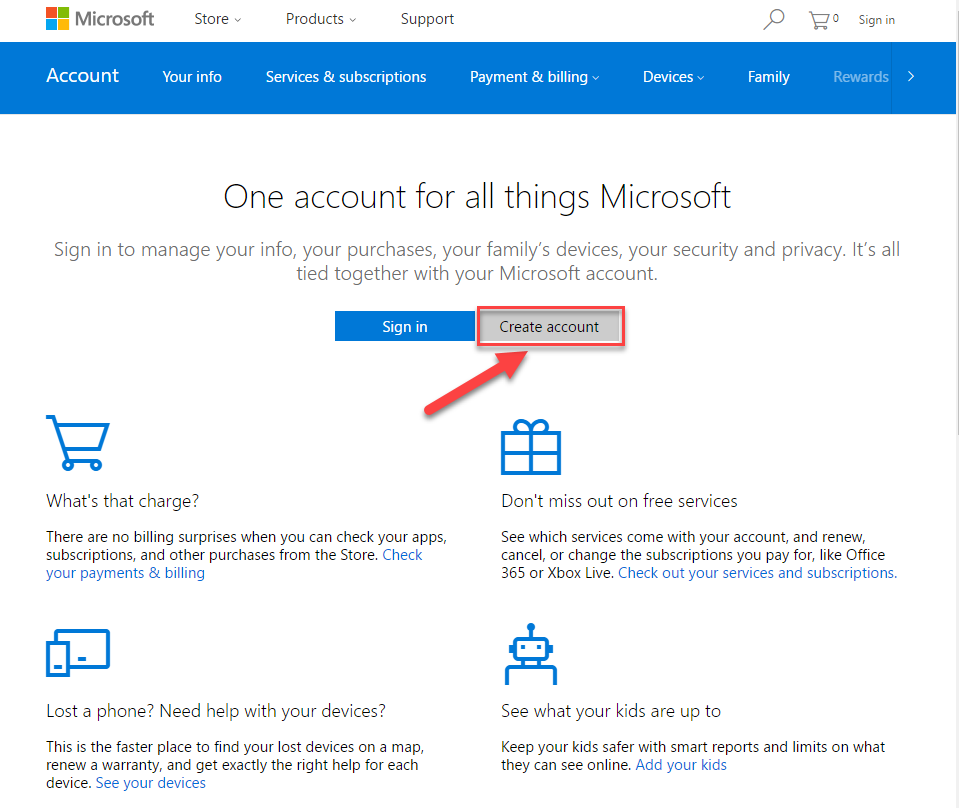 Microsoft Store Products Support 0 Sign in
Account Your info Services & subscriptions Payment & billing Devices Family Rewards
One account for all things Microsoft
Sign in to manage your info, your purchases, your family’s devices, your security and privacy. It’s all
tied together with your Microsoft account.
Sign in Create account
What's that charge?
There are no billing surprises when you can check your apps,
subscriptions, and other purchases from the Store. Check
your payments & billing
Don't miss out on free services
See which services come with your account, and renew,
cancel, or change the subscriptions you pay for, like Office
365 or Xbox Live. Check out your services and subscriptions.
Lost a phone? Need help with your devices?
This is the faster place to find your lost devices on a map,
renew a warranty, and get exactly the right help for each
device. See your devices
See what your kids are up to
Keep your kids safer with smart reports and limits on what
they can see online. Add your kids